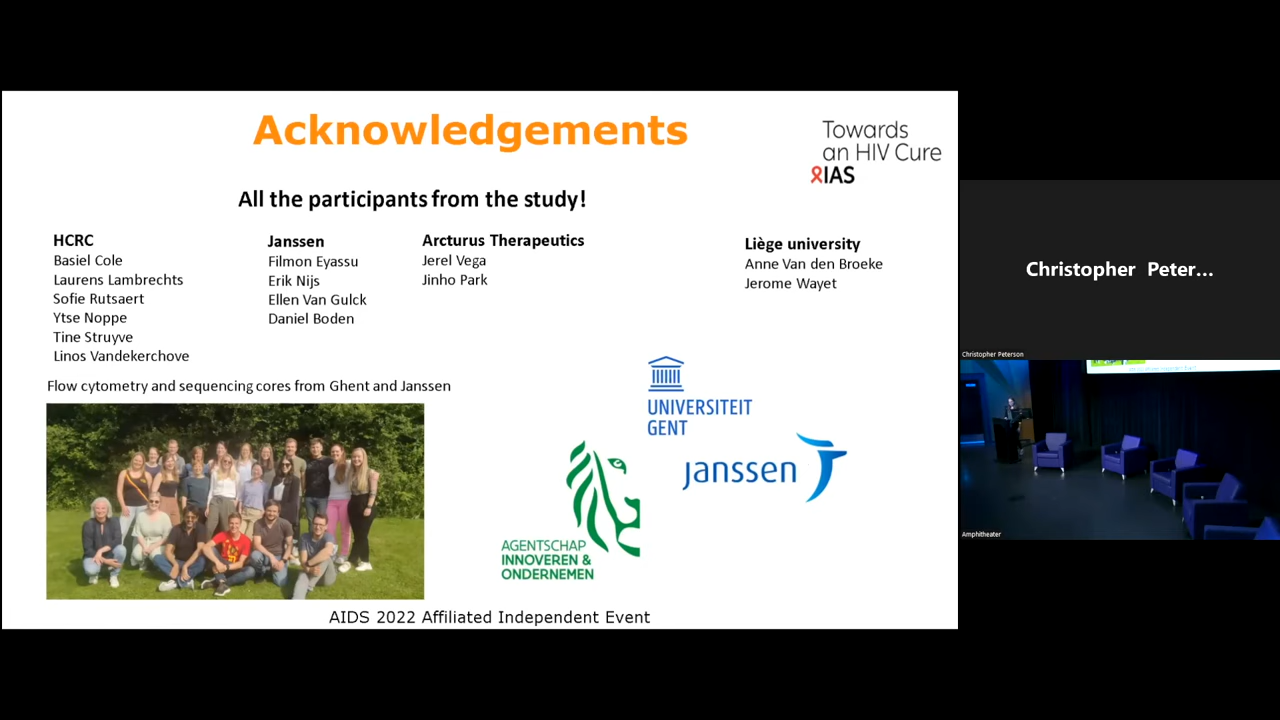 Acknowledgements
Towards
an HIV Cure
IAS
All the participants from the study!
HCRC
Basiel Cole
Laurens Lambrechts
Sofie Rutsaert
Ytse Noppe
Tine Struyve
Linos Vandekerchove
Janssen
Filmon Eyassu
Erik Nijs
Ellen Van Gulck
Daniel Boden
Arcturus Therapeutics
Jerel Vega
Jinho Park
Liège university
Anne Van den Broeke
Jerome Wayet
Flow cytometry and sequencing cores from Ghent and Janssen
UNIVERSITEIT
GENT
Janssen
AGENTSCHAP
INNOVEREN &
ONDERNEMEN
AIDS 2022 Affiliated Independent Event
Christopher Peter...
Christopher Peterson
Amphitheater